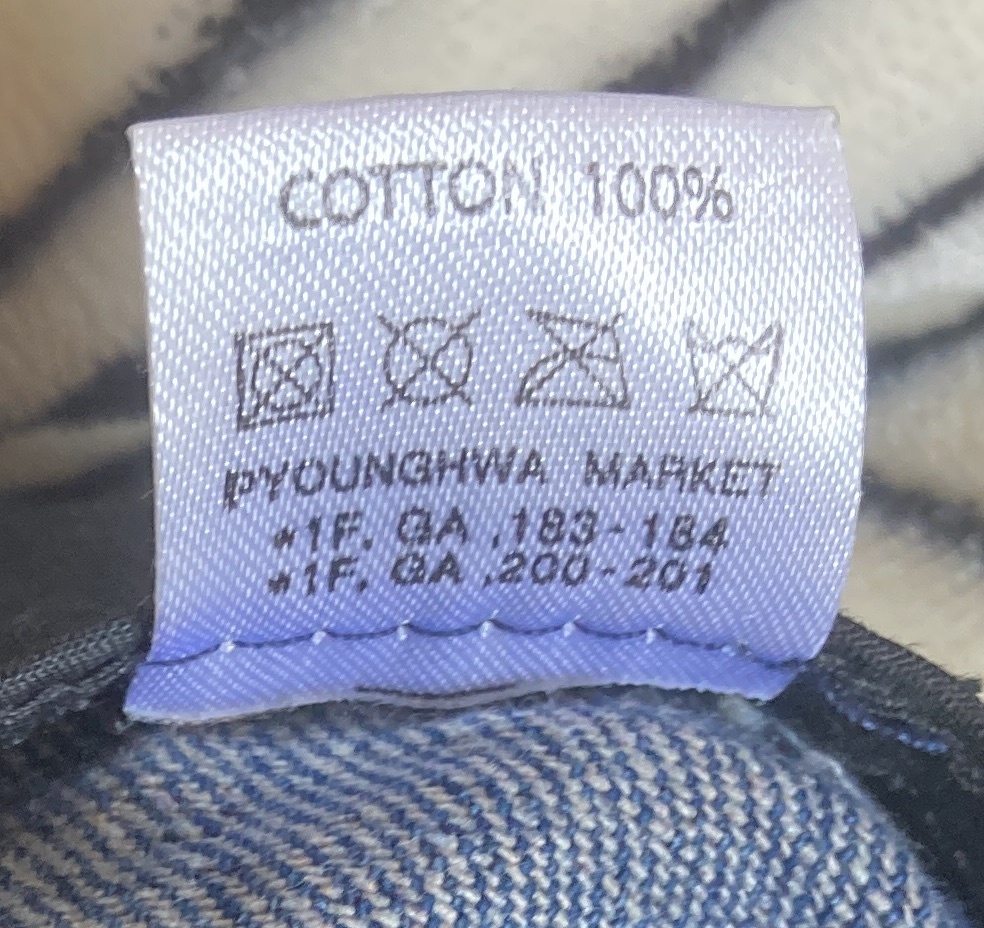 COTTON 100%
PYOUNGHWA MARKET
*1F. GA ,183-184
*1F. GA ,200-201